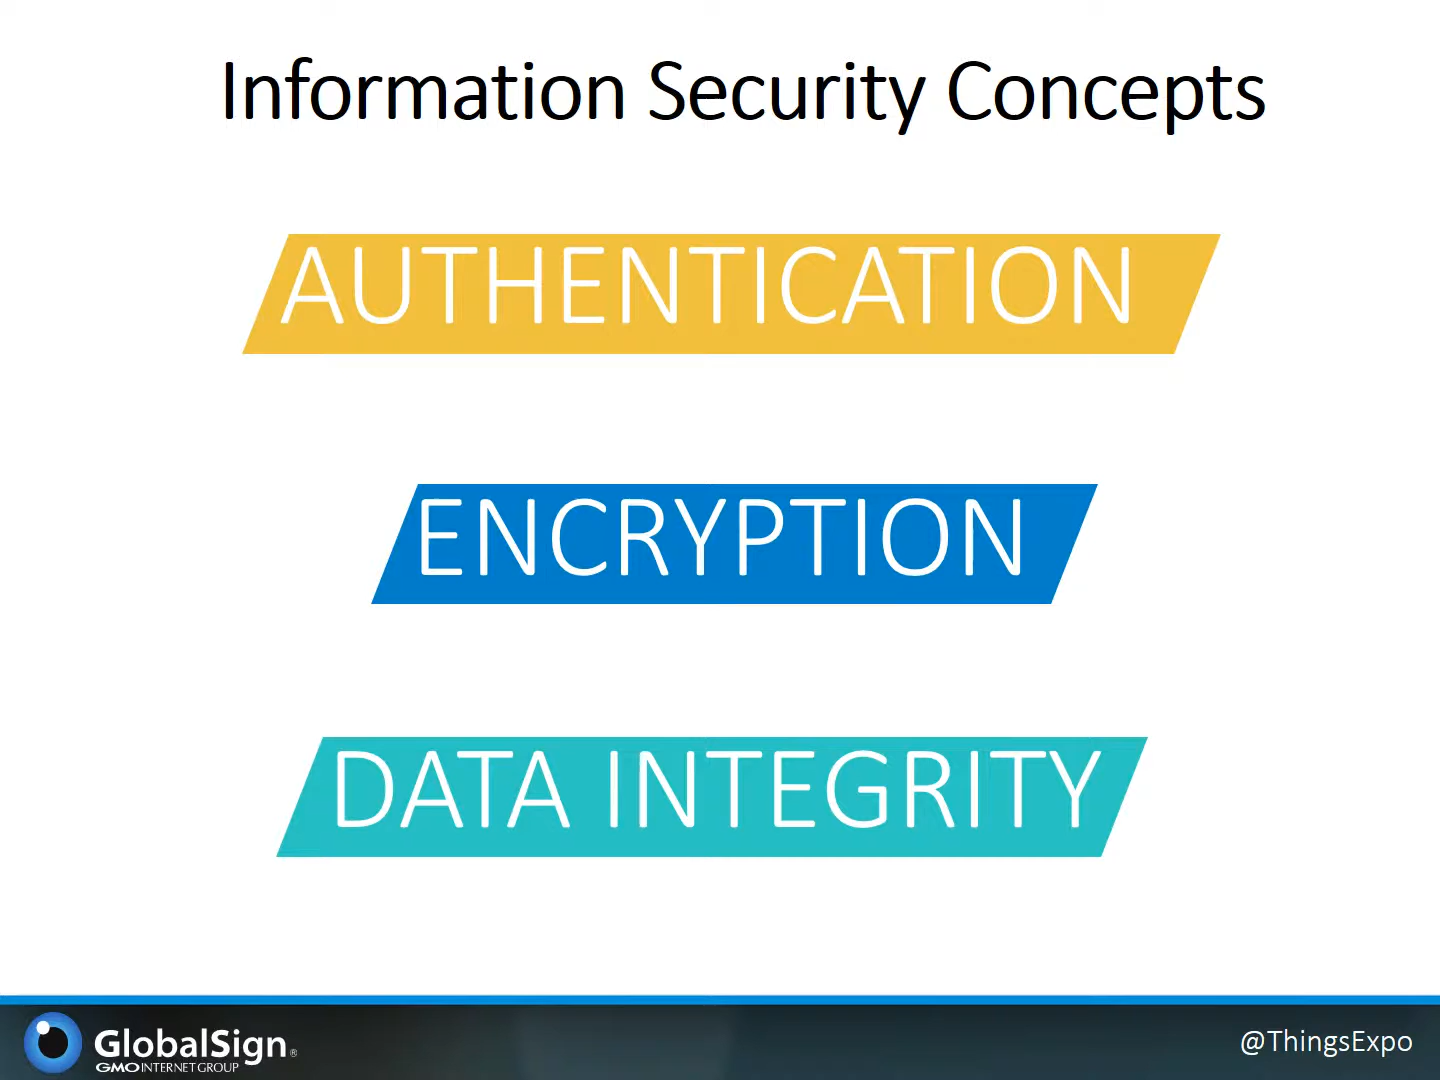 Information Security Concepts
AUTHENTICATION
ENCRYPTION
DATA INTEGRITY
GlobalSign®
GMO INTERNET GROUP
@ThingsExpo